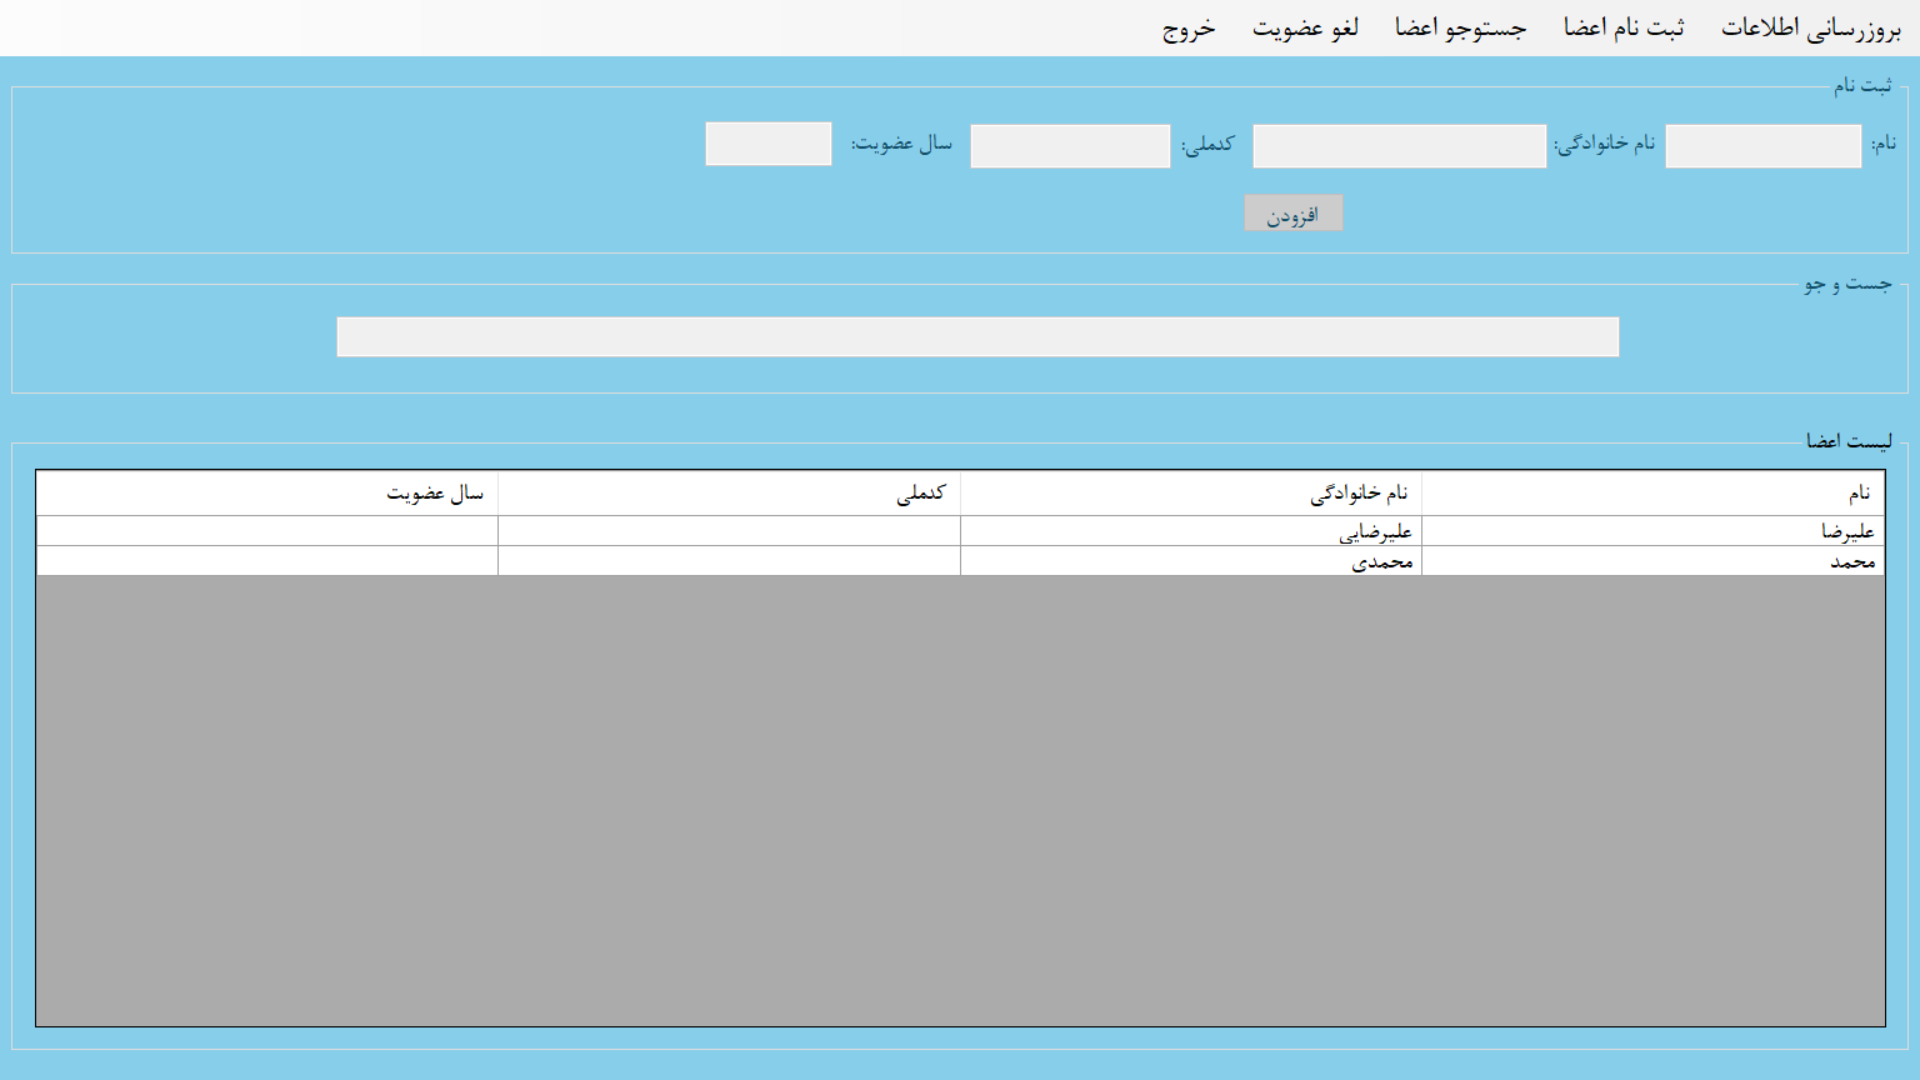 بروزرسانی اطلاعات ثبت نام اعضا جستوجو اعضا لغو عضویت خروج
ثبت نام
نام: نام خانوادگی: کدملی: سال عضویت:
افزودن
جست و جو
لیست اعضا
نام نام خانوادگی کدملی سال عضویت
علیرضا علیرضایی
محمد محمدی